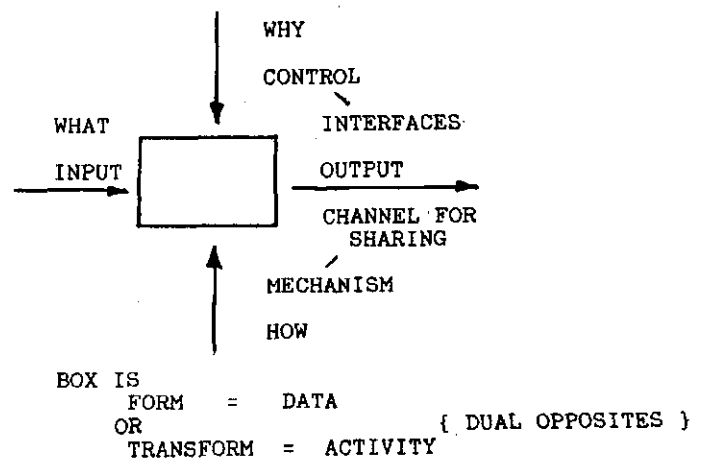 WHY
CONTROL
WHAT
INTERFACES
INPUT
OUTPUT
CHANNEL FOR
SHARING
MECHANISM
HOW
BOX IS
FORM = DATA
OR { DUAL OPPOSITES }
TRANSFORM = ACTIVITY